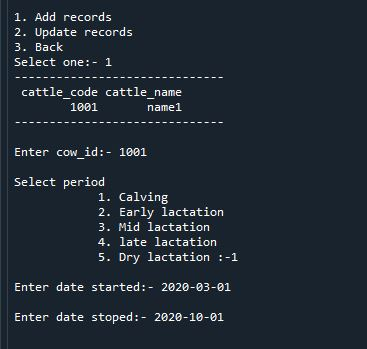 1. Add records
2. Update records
3. Back
Select one:- 1
------------------------------
cattle_code cattle_name
1001 name1
------------------------------
Enter cow_id:- 1001
Select period
1. Calving
2. Early lactation
3. Mid lactation
4. late lactation
5. Dry lactation :-1
Enter date started:- 2020-03-01
Enter date stoped:- 2020-10-01